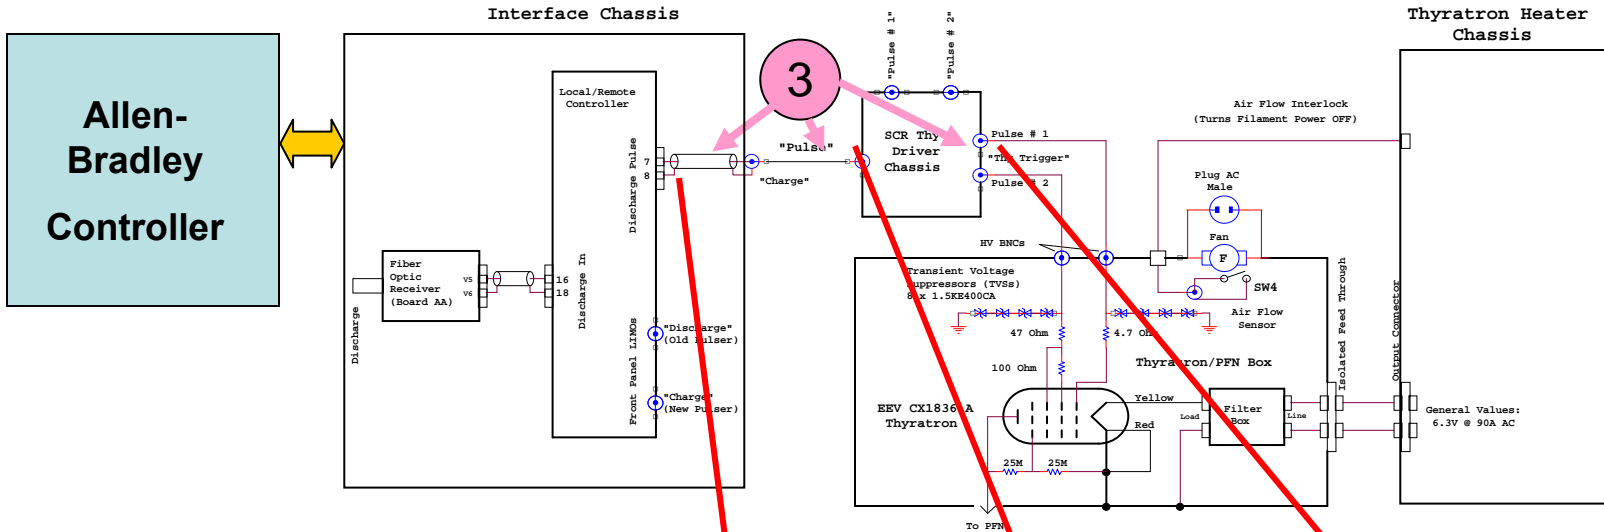 Interface Chassis
Thyratron Heater
Chassis
"Pulse # 1"
"Pulse # 2"
Allen-
Bradley
Controller
3
Local/Remote
Controller
Discharge Pulse
7
8
"Pulse"
"Charge"
SCR Thy
Driver
Chassis
Pulse # 1
"Thy Trigger"
Pulse # 2
Air Flow Interlock
(Turns Filament Power OFF)
Plug AC
Male
Fan
F
SW4
Air Flow
Sensor
HV BNCs
Fiber
Optic
Receiver
(Board AA)
V5
V6
Discharge
16
18
Discharge In
Front Panel LIMOs
"Discharge"
(Old Pulser)
"Charge"
(New Pulser)
Transient Voltage
Suppressors (TVSs)
8 x 1.5KE400CA
47 Ohm
4.7 Ohm
100 Ohm
Thyratron/PFN Box
EEV CX1836 A
Thyratron
Yellow
Red
Load
Filter
Box
Line
25M
25M
To PFN
Isolated Feed Through
Output Connector
General Values:
6.3V @ 90A AC